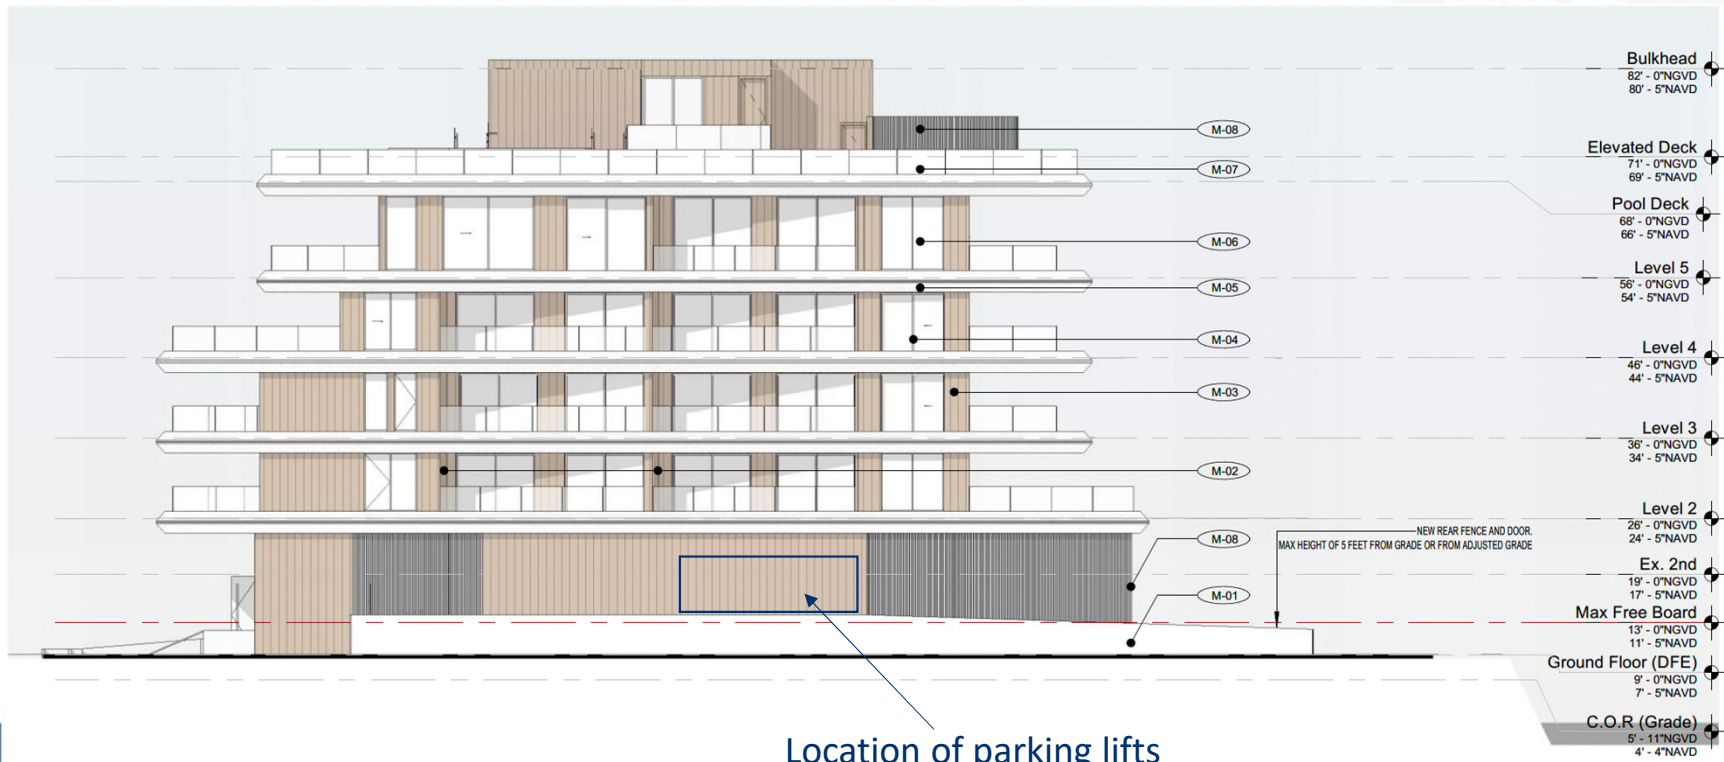 Bulkhead
82' - 0"NGVD
80' - 5"NAVD
M-08
Elevated Deck
71' - 0"NGVD
69' - 5"NAVD
M-07
Pool Deck
68' - 0"NGVD
66' - 5"NAVD
M-06
Level 5
56' - 0"NGVD
54' - 5"NAVD
M-05
M-04
Level 4
46' - 0"NGVD
44' - 5"NAVD
M-03
Level 3
36' - 0"NGVD
34' - 5"NAVD
M-02
Level 2
26' - 0"NGVD
24' - 5"NAVD
NEW REAR FENCE AND DOOR.
MAX HEIGHT OF 5 FEET FROM GRADE OR FROM ADJUSTED GRADE
M-08
Ex. 2nd
19' - 0"NGVD
17' - 5"NAVD
M-01
Max Free Board
13' - 0"NGVD
11' - 5"NAVD
Ground Floor (DFE)
9' - 0"NGVD
7' - 5"NAVD
C.O.R (Grade)
5' - 11"NGVD
4' - 4"NAVD
Location of parking lifts